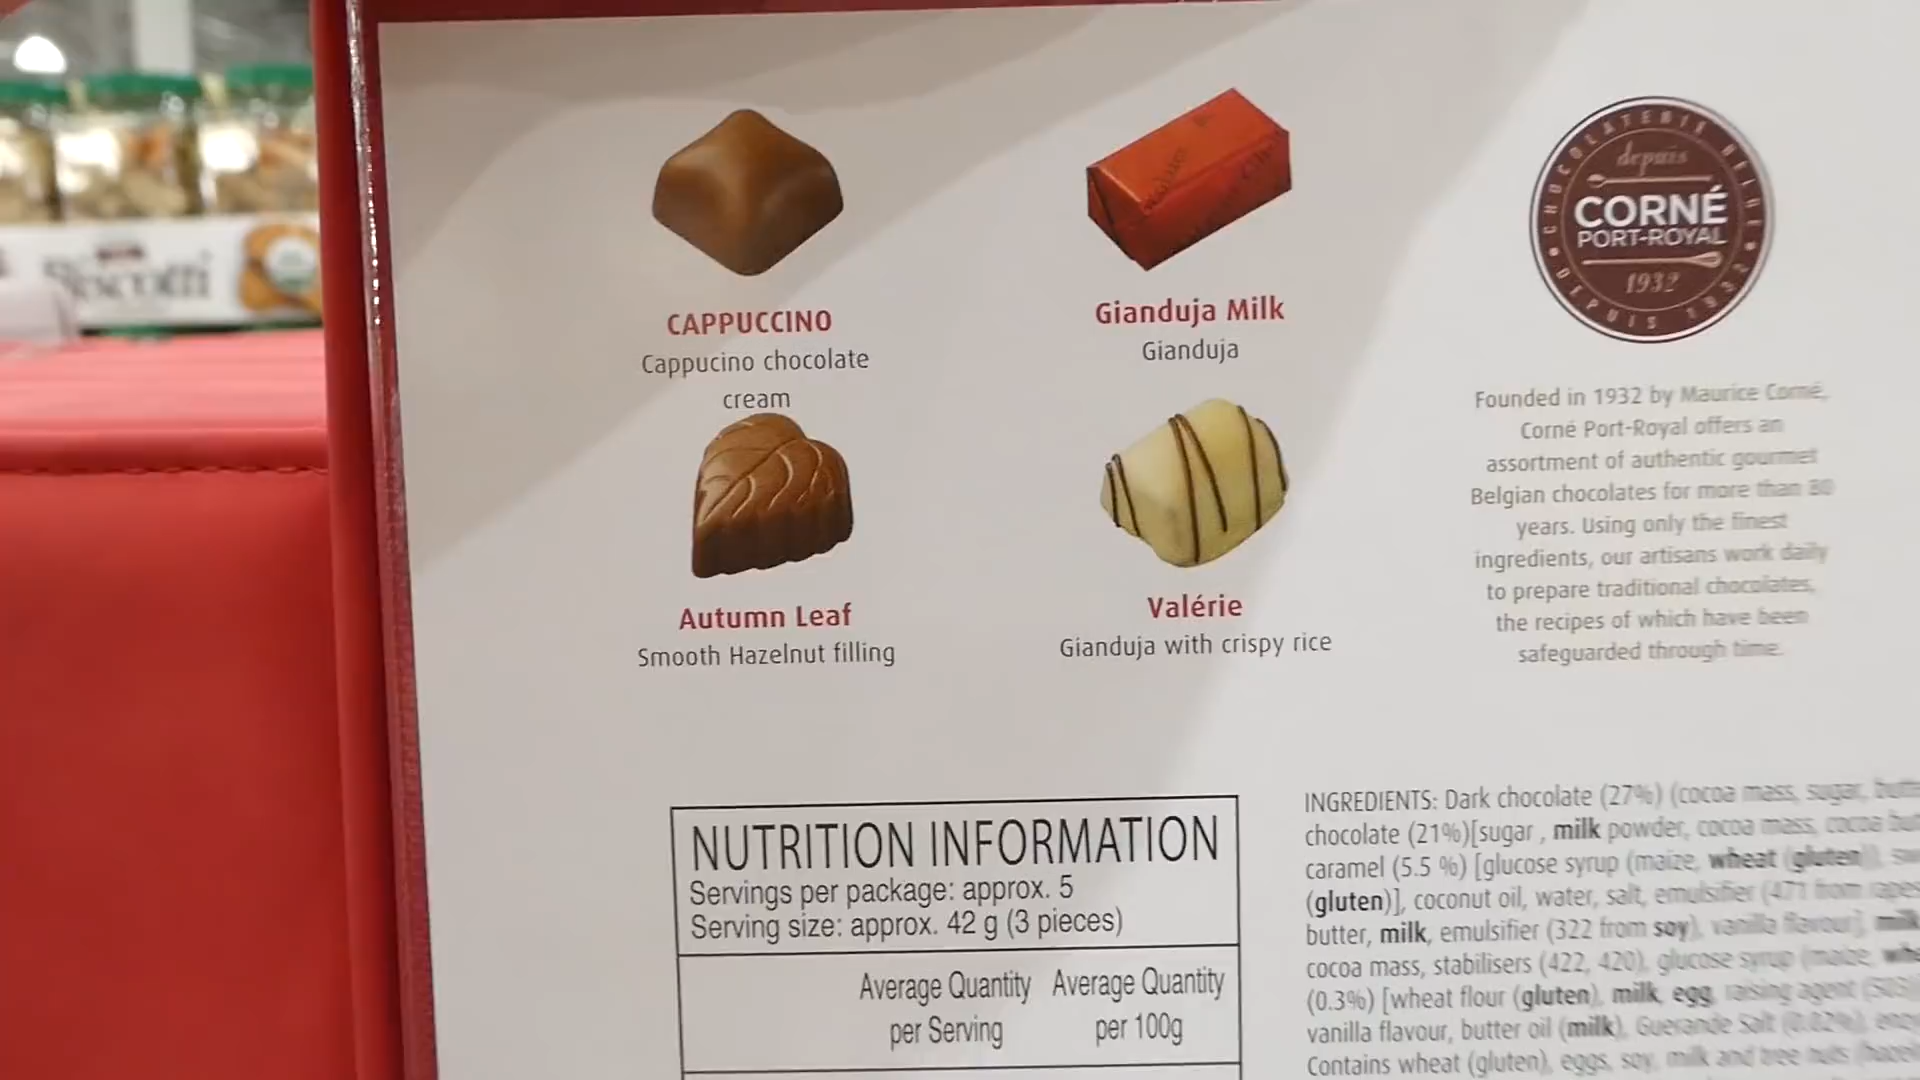 Biscotti
CAPPUCCINO
Cappucino chocolate
cream
Gianduja Milk
Gianduja
Autumn Leaf
Smooth Hazelnut filling
Valérie
Gianduja with crispy rice
CHOCOLATERIE BELGE
depuis
CORNÉ
PORT-ROYAL
1932
DEPUIS 1932
Founded in 1932 by Maurice Corné,
Corné Port-Royal offers an
assortment of authentic gourmet
Belgian chocolates for more than 80
years. Using only the finest
ingredients, our artisans work daily
to prepare traditional chocolates,
the recipes of which have been
safeguarded through time.
NUTRITION INFORMATION
Servings per package: approx. 5
Serving size: approx. 42 g (3 pieces)
Average Quantity Average Quantity
per Serving per 100g
INGREDIENTS: Dark chocolate (27%) (cocoa mass, sugar,
chocolate (21%)[sugar , milk powder, cocoa mass, cocoa
caramel (5.5 %) [glucose syrup (maize, wheat (gluten)),
(gluten)], coconut oil, water, salt, emulsifier (471 from
butter, milk, emulsifier (322 from soy), vanilla flavour], milk
cocoa mass, stabilisers (422, 420), glucose syrup (maize,
(0.3%) [wheat flour (gluten), milk, egg, raising agent (503)
vanilla flavour, butter oil (milk), Guerande Salt (0.02%),
Contains wheat (gluten), eggs, soy, milk and tree nuts